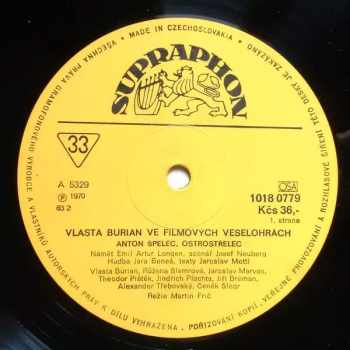 MADE IN CZECHOSLOVAKIA • VŠECHNA PRÁVA GRAMOFONOVÉHO VÝROBCE A VLASTNÍKŮ AUTORSKÝCH PRÁV K DÍLU VYHRAZENA. POŘIZOVÁNÍ KOPIÍ, VEŘEJNÉ PROVOZOVÁNÍ A ROZHLASOVÉ ŠÍŘENÍ TÉTO DESKY JE ZAKÁZÁNO
SUPRAPHON
33
A 5329
Ⓟ 1970
63 2
OSA
1018 0779
Kčs 36,-
1. strana
VLASTA BURIAN VE FILMOVÝCH VESELOHRÁCH
ANTON ŠPELEC, OSTROSTŘELEC
Námět Emil Artur Longen, scénář Josef Neuberg
Hudba Jára Beneš, texty Jaroslav Mottl
Vlasta Burian, Růžena Šlemrová, Jaroslav Marvan,
Theodor Pištěk, Jindřich Plachta, Jiří Dréman,
Alexander Třebovský, Čeněk Šlégr
Režie Martin Frič